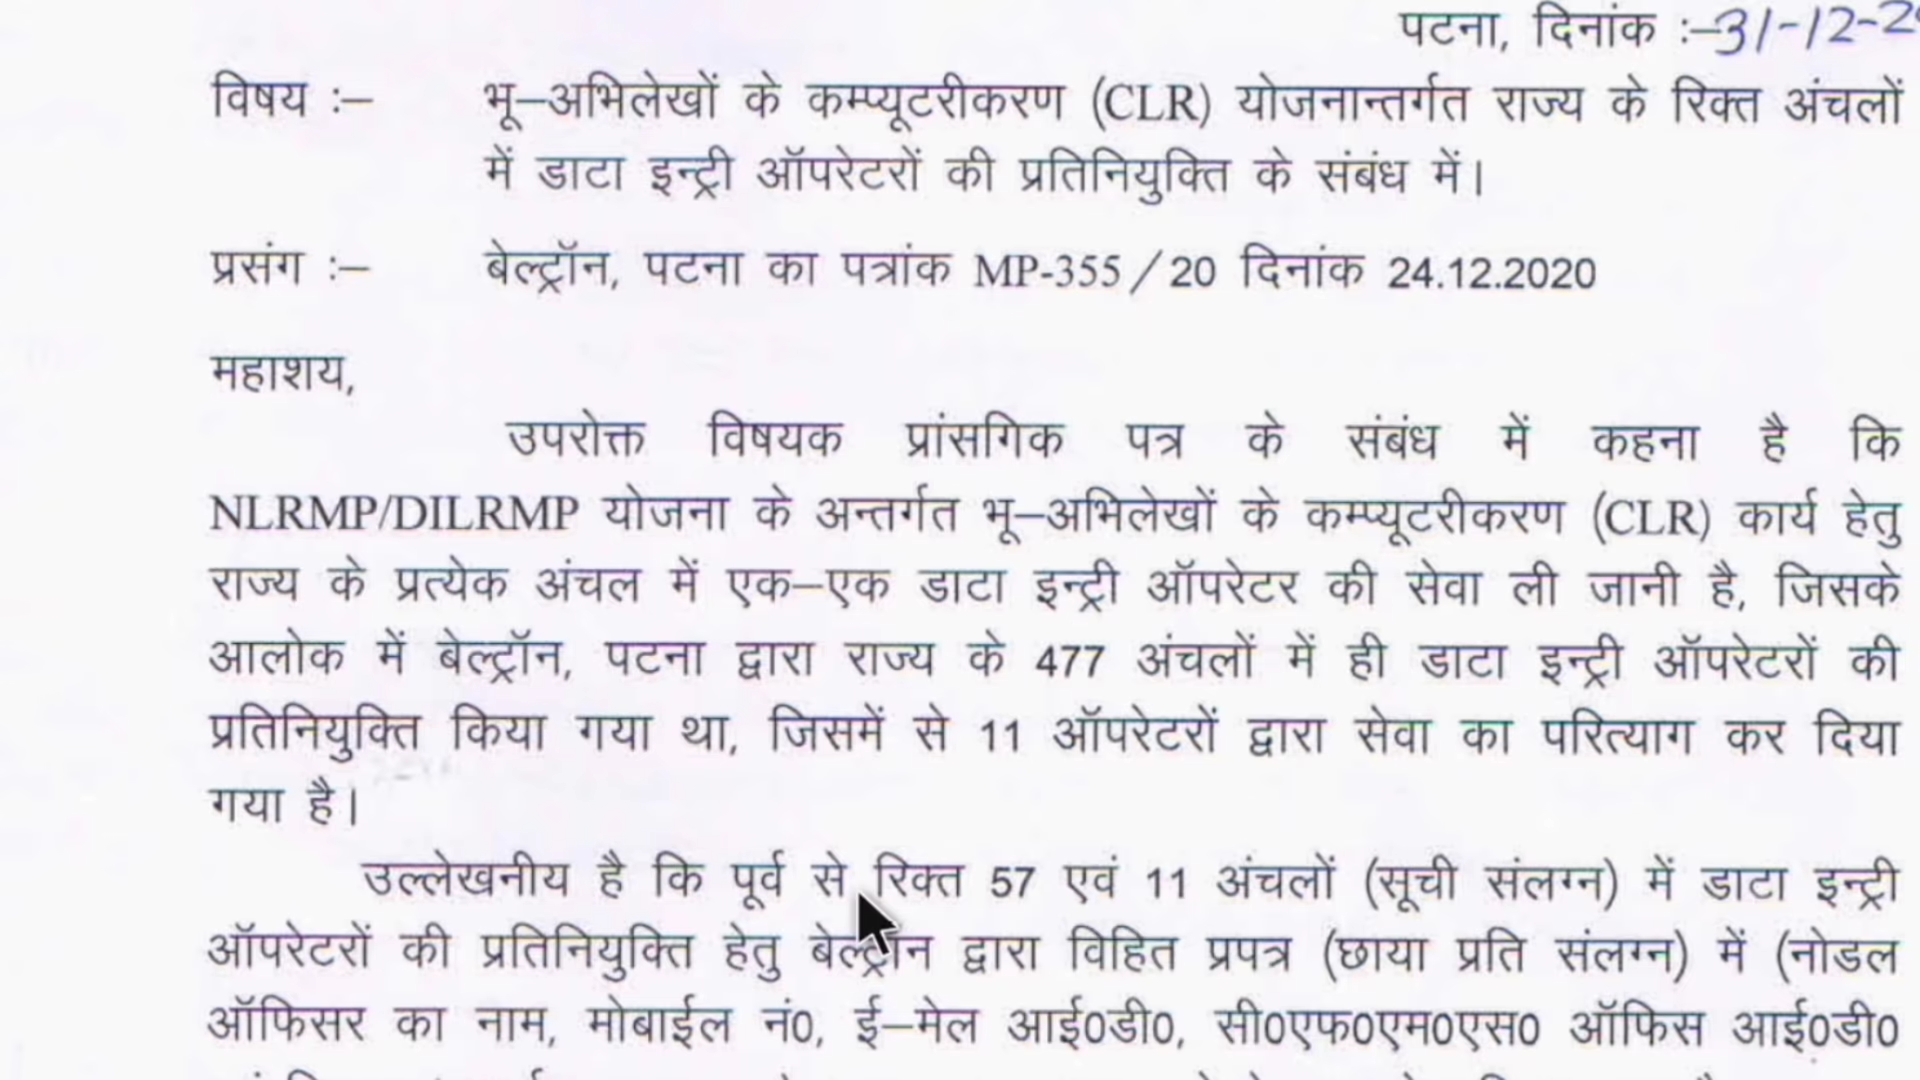 पटना, दिनांक :–31-12-2
विषय :– भू–अभिलेखों के कम्प्यूटरीकरण (CLR) योजनान्तर्गत राज्य के रिक्त अंचलों
में डाटा इन्ट्री ऑपरेटरों की प्रतिनियुक्ति के संबंध में।
प्रसंग :– बेल्ट्रॉन, पटना का पत्रांक MP-355/20 दिनांक 24.12.2020
महाशय,
उपरोक्त विषयक प्रांसगिक पत्र के संबंध में कहना है कि
NLRMP/DILRMP योजना के अन्तर्गत भू–अभिलेखों के कम्प्यूटरीकरण (CLR) कार्य हेतु
राज्य के प्रत्येक अंचल में एक–एक डाटा इन्ट्री ऑपरेटर की सेवा ली जानी है, जिसके
आलोक में बेल्ट्रॉन, पटना द्वारा राज्य के 477 अंचलों में ही डाटा इन्ट्री ऑपरेटरों की
प्रतिनियुक्ति किया गया था, जिसमें से 11 ऑपरेटरों द्वारा सेवा का परित्याग कर दिया
गया है।
उल्लेखनीय है कि पूर्व से रिक्त 57 एवं 11 अंचलों (सूची संलग्न) में डाटा इन्ट्री
ऑपरेटरों की प्रतिनियुक्ति हेतु बेल्ट्रॉन द्वारा विहित प्रपत्र (छाया प्रति संलग्न) में (नोडल
ऑफिसर का नाम, मोबाईल नं0, ई–मेल आई0डी0, सी0एफ0एम0एस0 ऑफिस आई0डी0